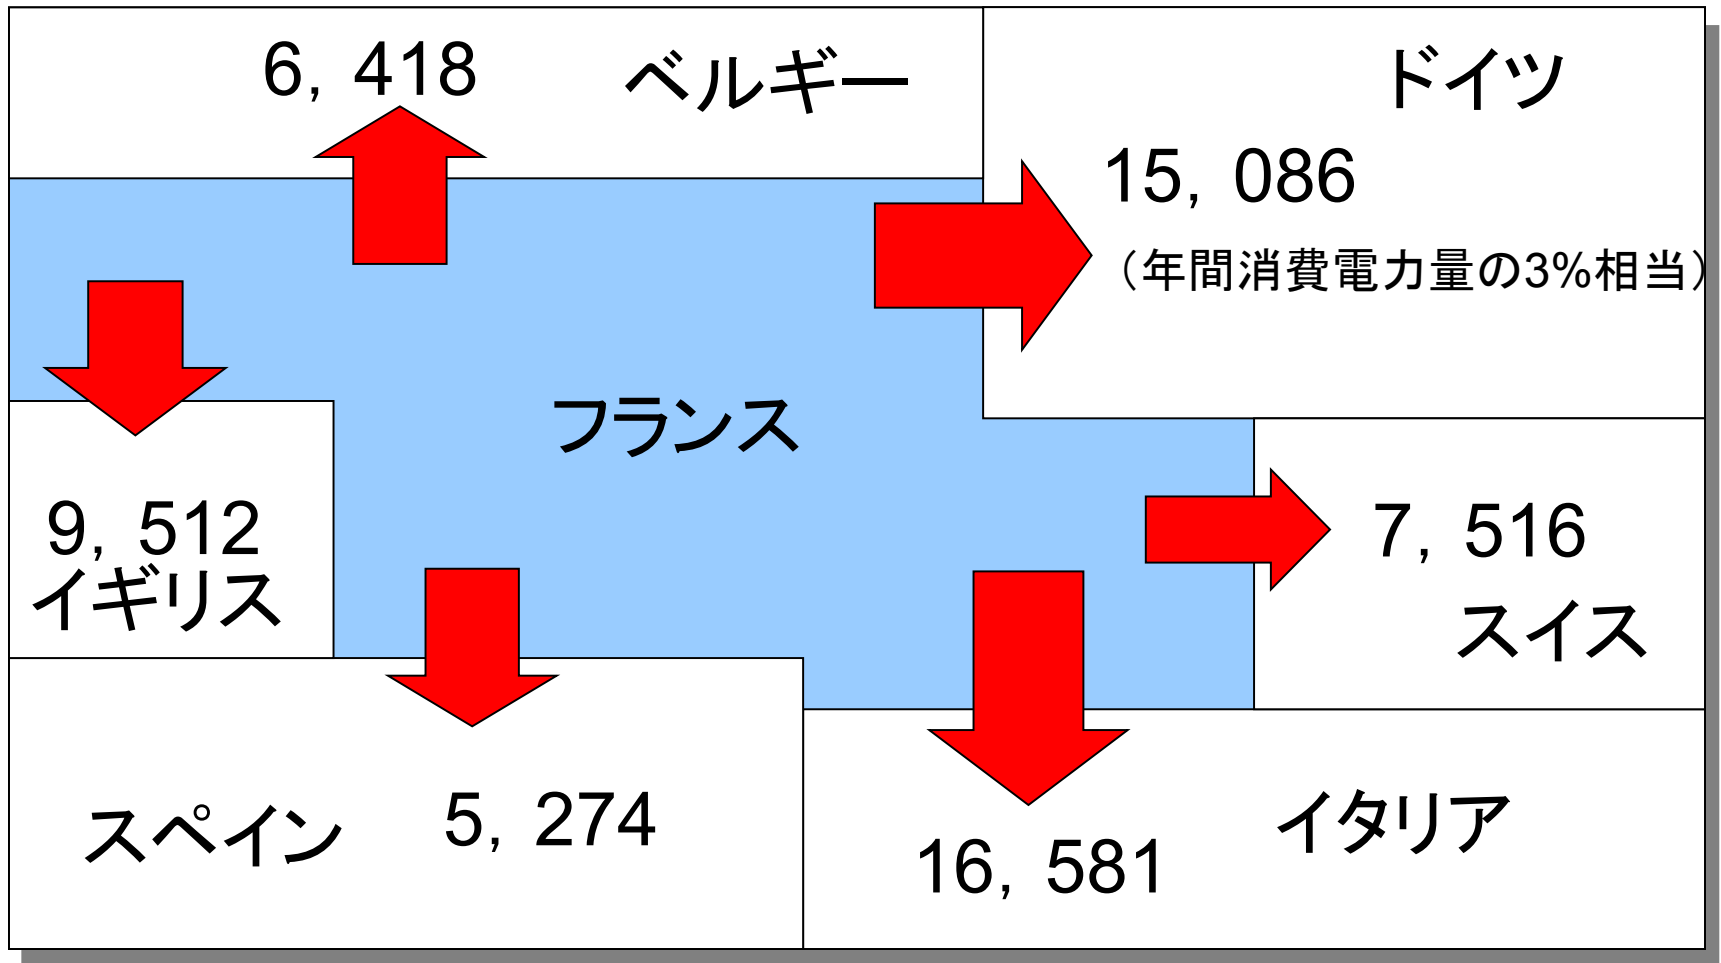 6, 418
ベルギー
ドイツ
15, 086
（年間消費電力量の3%相当）
フランス
9, 512
イギリス
7, 516
スイス
スペイン
5, 274
イタリア
16, 581